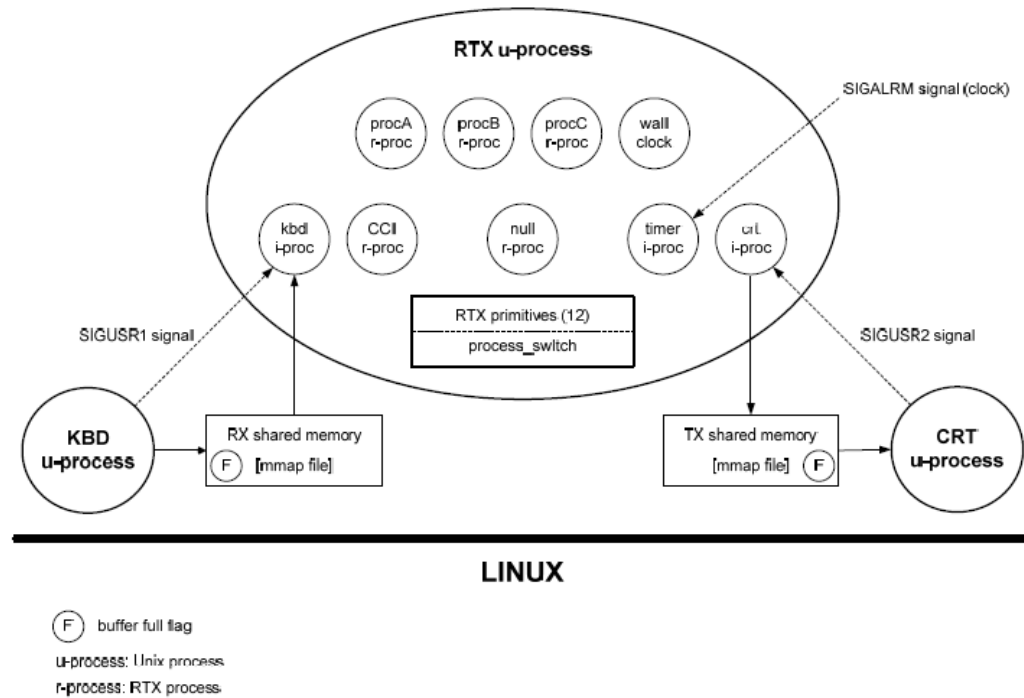 RTX u-process
SIGALRM signal (clock)
procA
r-proc
procB
r-proc
procC
r-proc
wall
clock
kbd
i-proc
CCI
r-proc
null
r-proc
timer
i-proc
crt
i-proc
RTX primitives (12)
process_switch
SIGUSR1 signal
SIGUSR2 signal
KBD
u-process
RX shared memory
F
[mmap file]
TX shared memory
[mmap file]
F
CRT
u-process
LINUX
F
buffer full flag
u-process: Unix process
r-process: RTX process